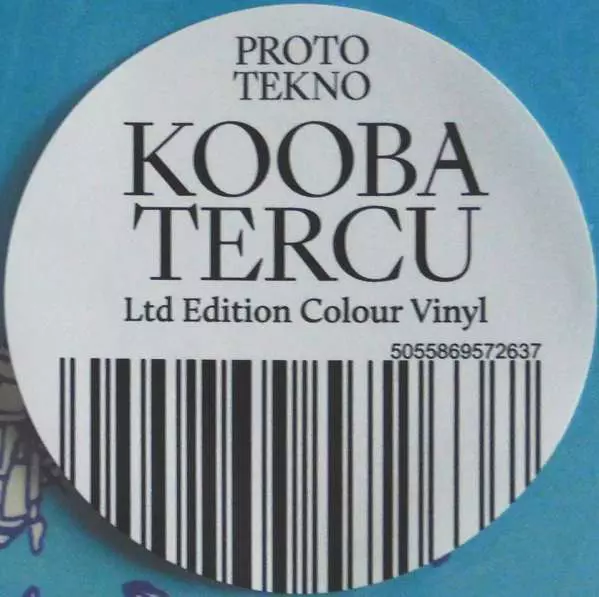 PROTO
TEKNO
KOOBA
TERCU
Ltd Edition Colour Vinyl
5055869572637